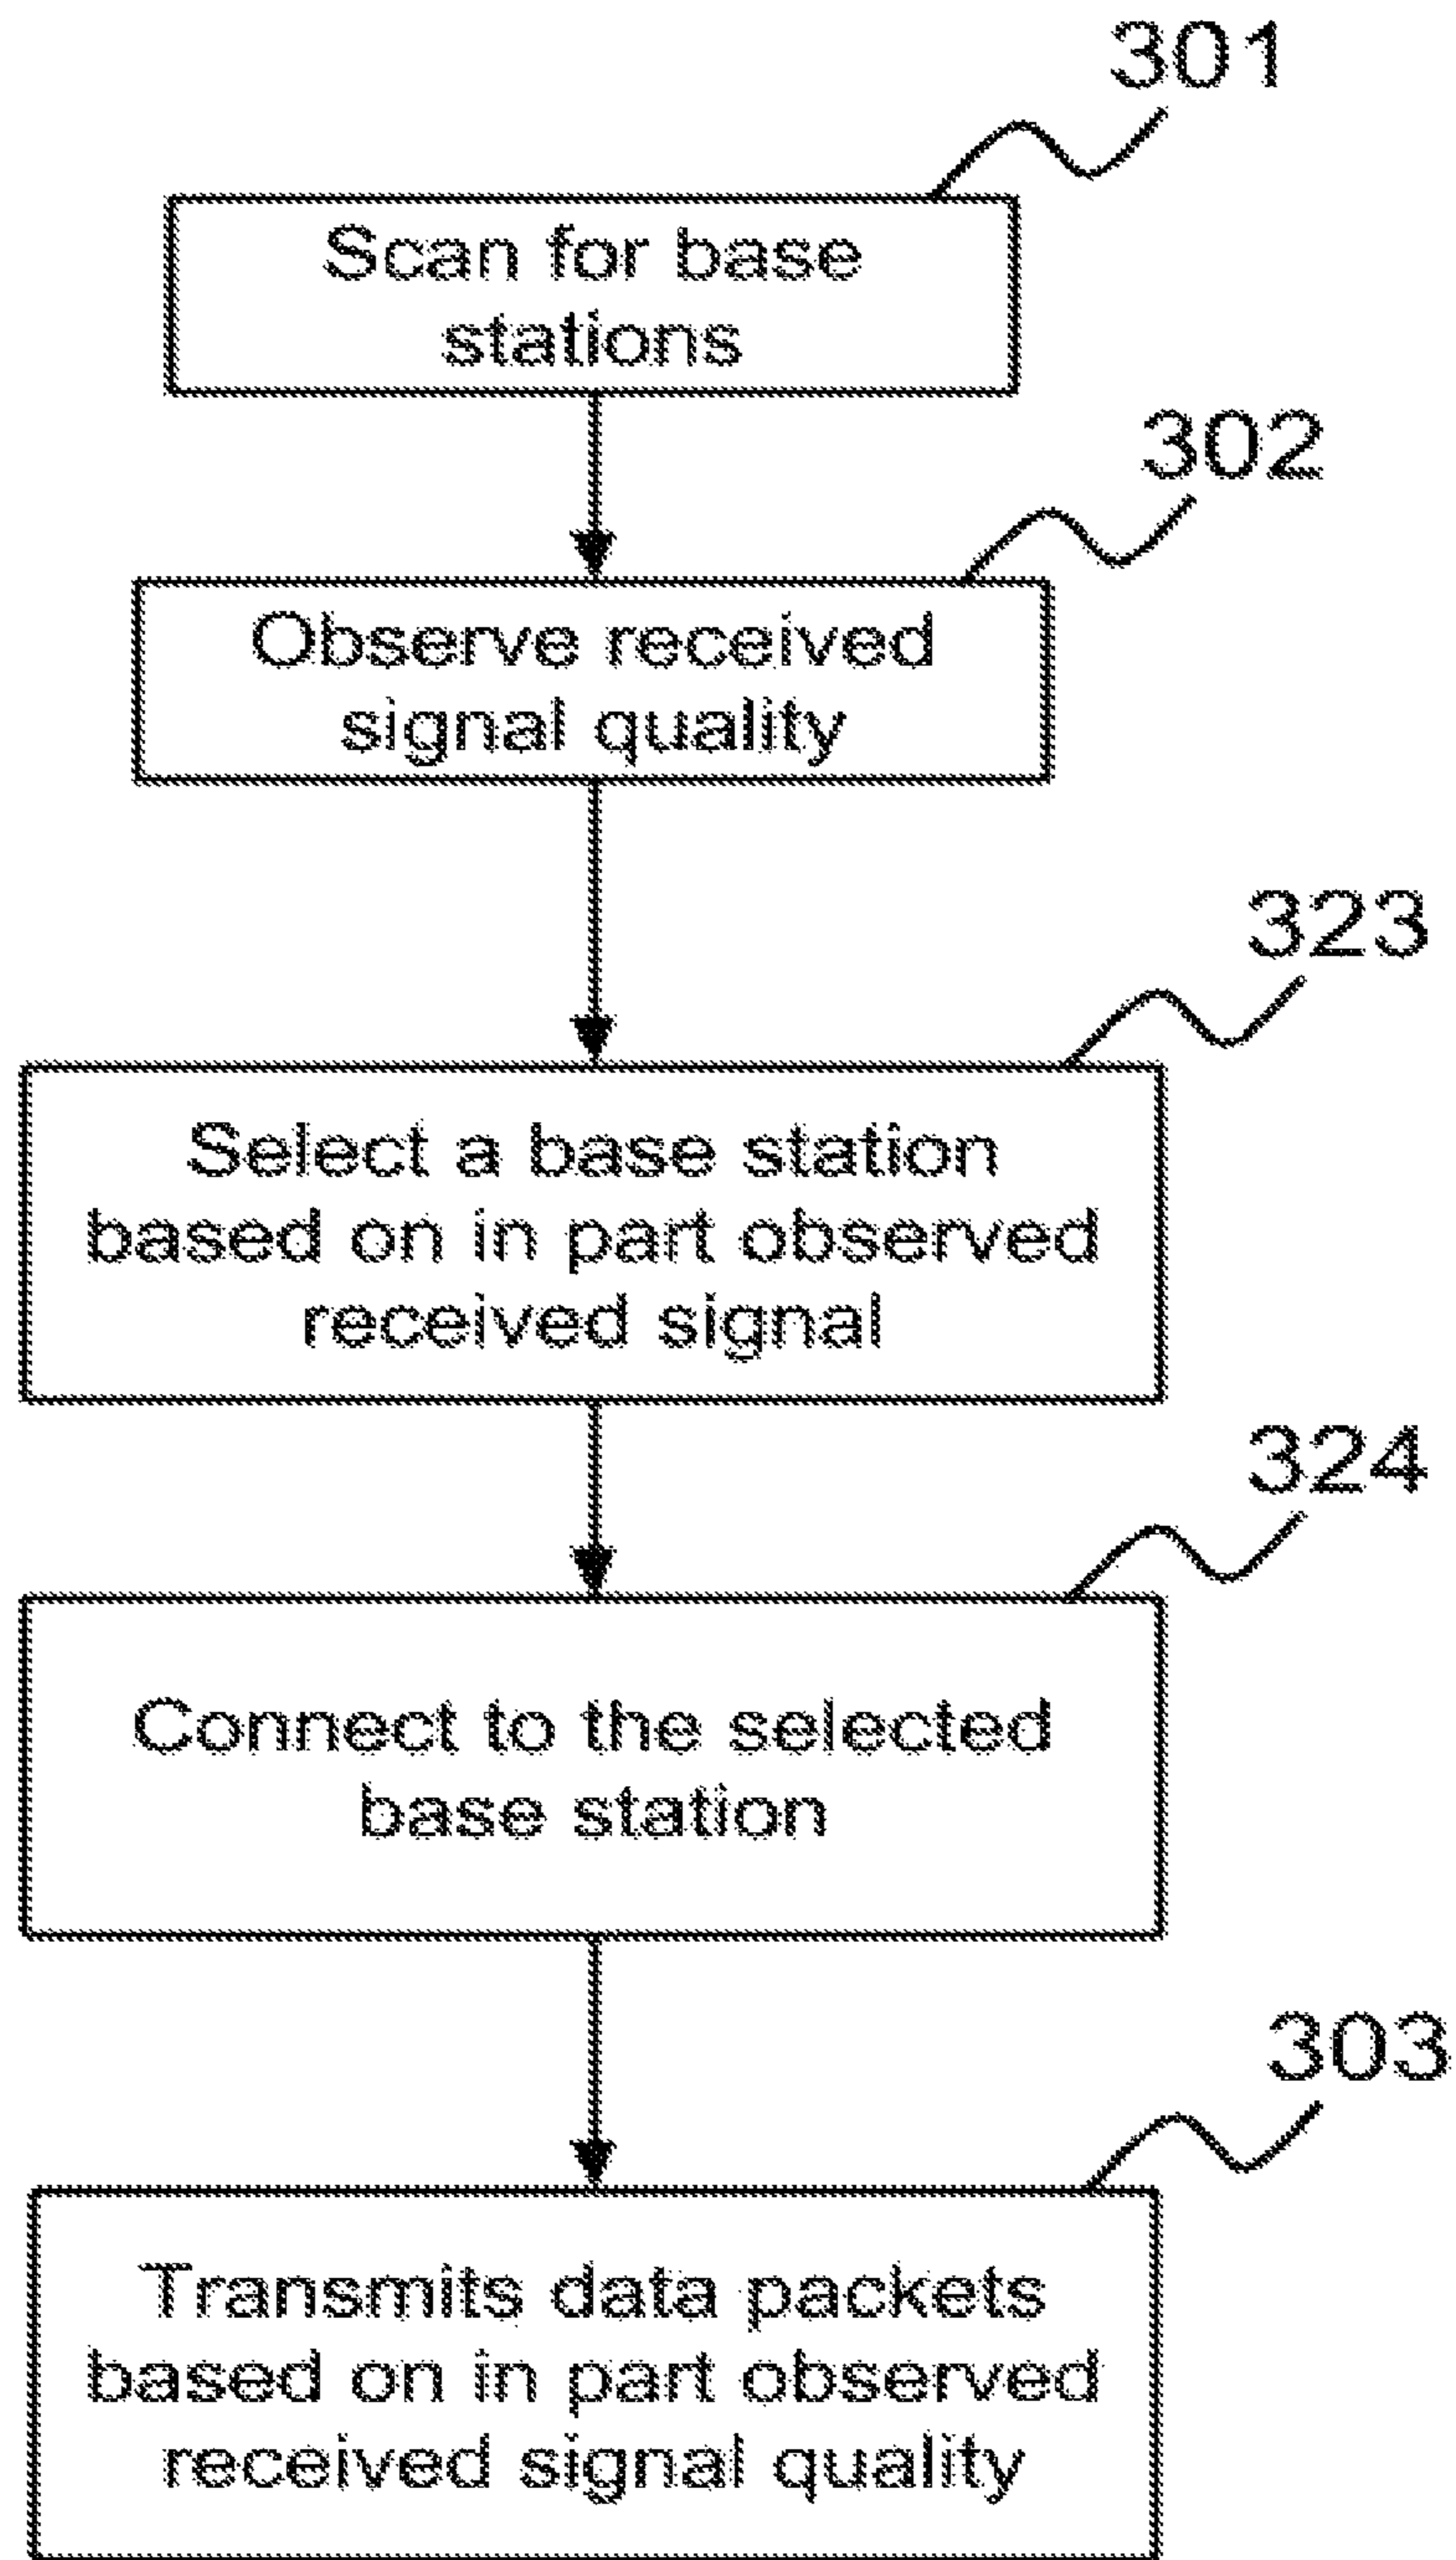 301
Scan for base
stations
302
Observe received
signal quality
323
Select a base station
based on in part observed
received signal
324
Connect to the selected
base station
303
Transmits data packets
based on in part observed
received signal quality